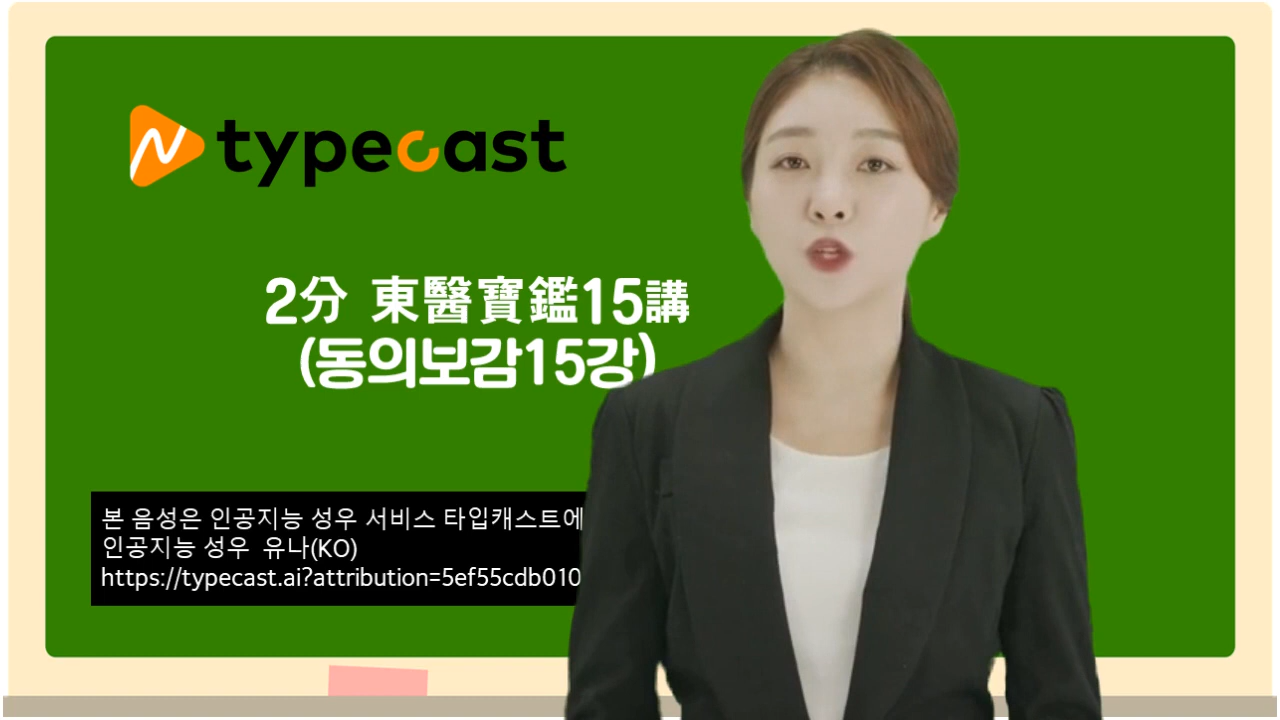 typecast
2分 東醫寶鑑15講
(동의보감15강)
본 음성은 인공지능 성우 서비스 타입캐스트에
인공지능 성우 유나(KO)
https://typecast.ai?attribution=5ef55cdb010